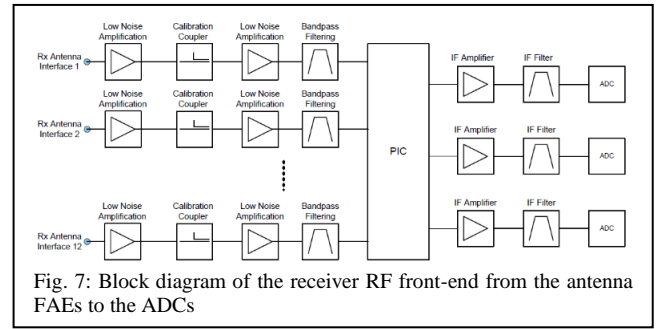 Low Noise Amplification
Calibration Coupler
Low Noise Amplification
Bandpass Filtering
Rx Antenna Interface 1
IF Amplifier
IF Filter
ADC
Low Noise Amplification
Calibration Coupler
Low Noise Amplification
Bandpass Filtering
Rx Antenna Interface 2
PIC
IF Amplifier
IF Filter
ADC
Low Noise Amplification
Calibration Coupler
Low Noise Amplification
Bandpass Filtering
Rx Antenna Interface 12
IF Amplifier
IF Filter
ADC
Fig. 7: Block diagram of the receiver RF front-end from the antenna
FAEs to the ADCs